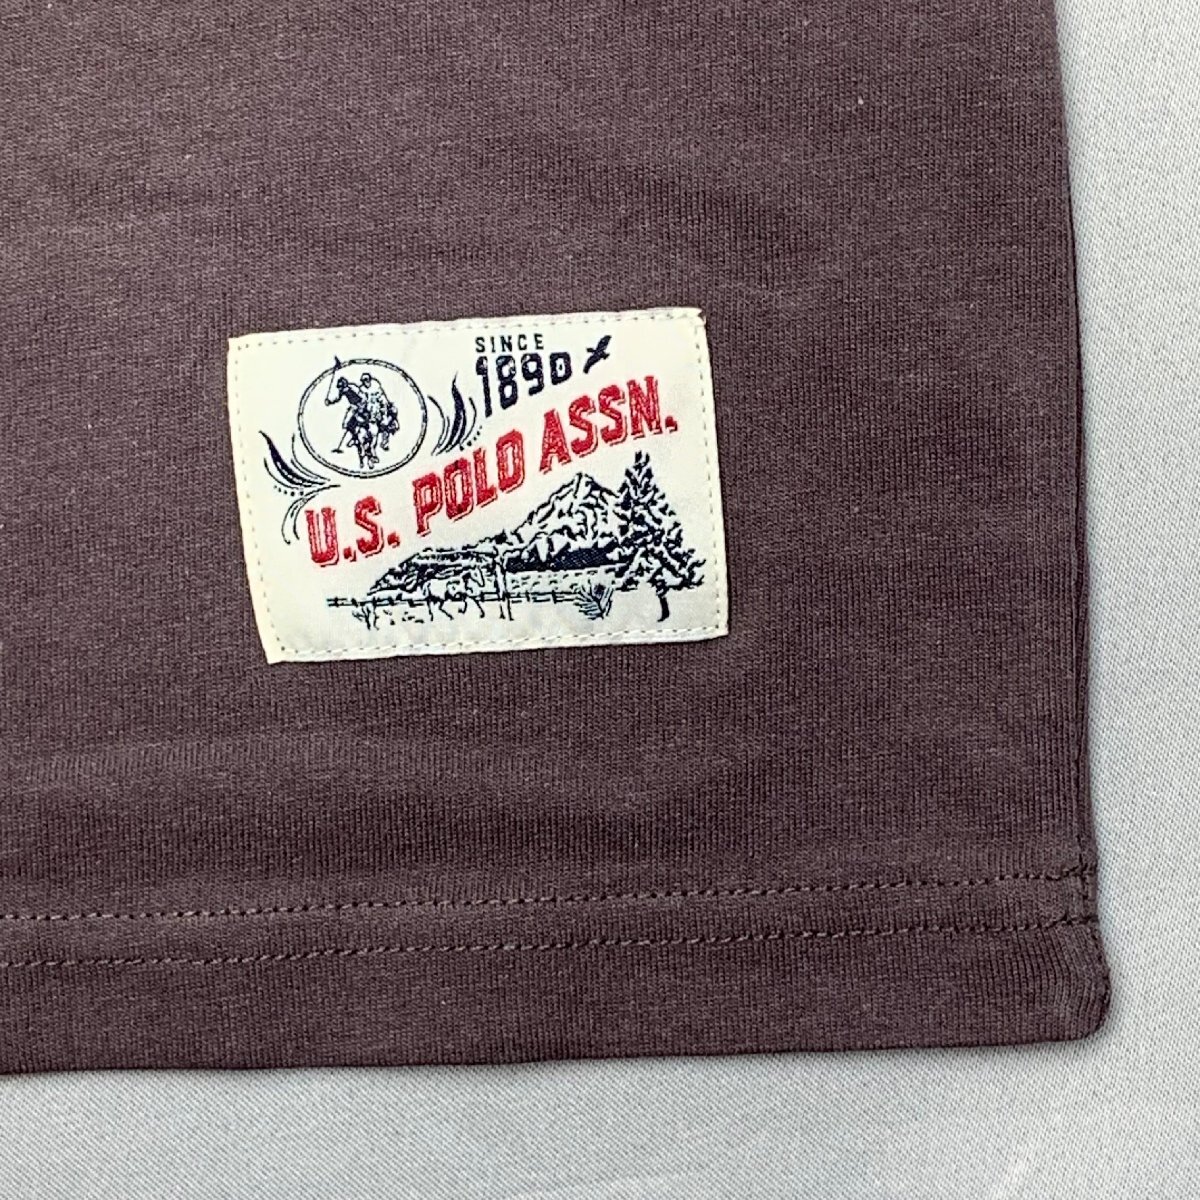 SINCE
1890
U.S. POLO ASSN.